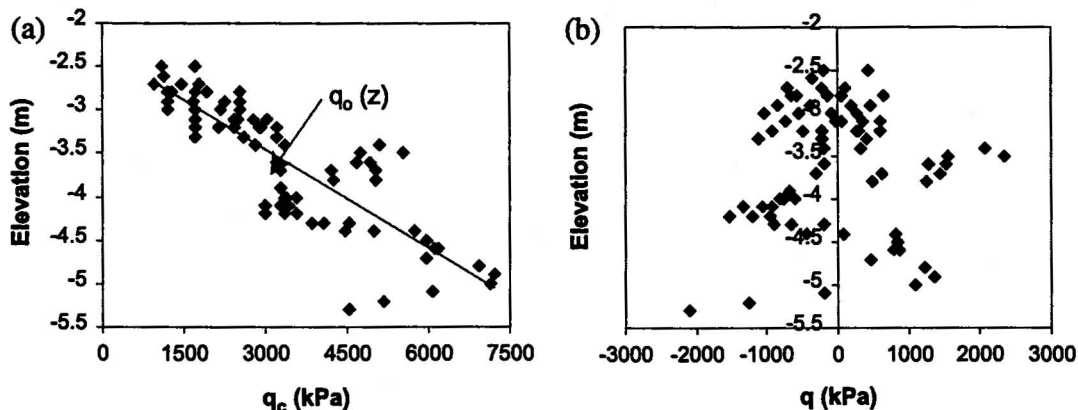 (a)
Elevation (m)
-2
-2.5
-3
-3.5
-4
-4.5
-5
-5.5
q₀ (z)
0 1500 3000 4500 6000 7500
q_c (kPa)
(b)
Elevation (m)
-2
-2.5
-3
-3.5
-4
-4.5
-5
-5.5
-3000 -2000 -1000 0 1000 2000 3000
q (kPa)